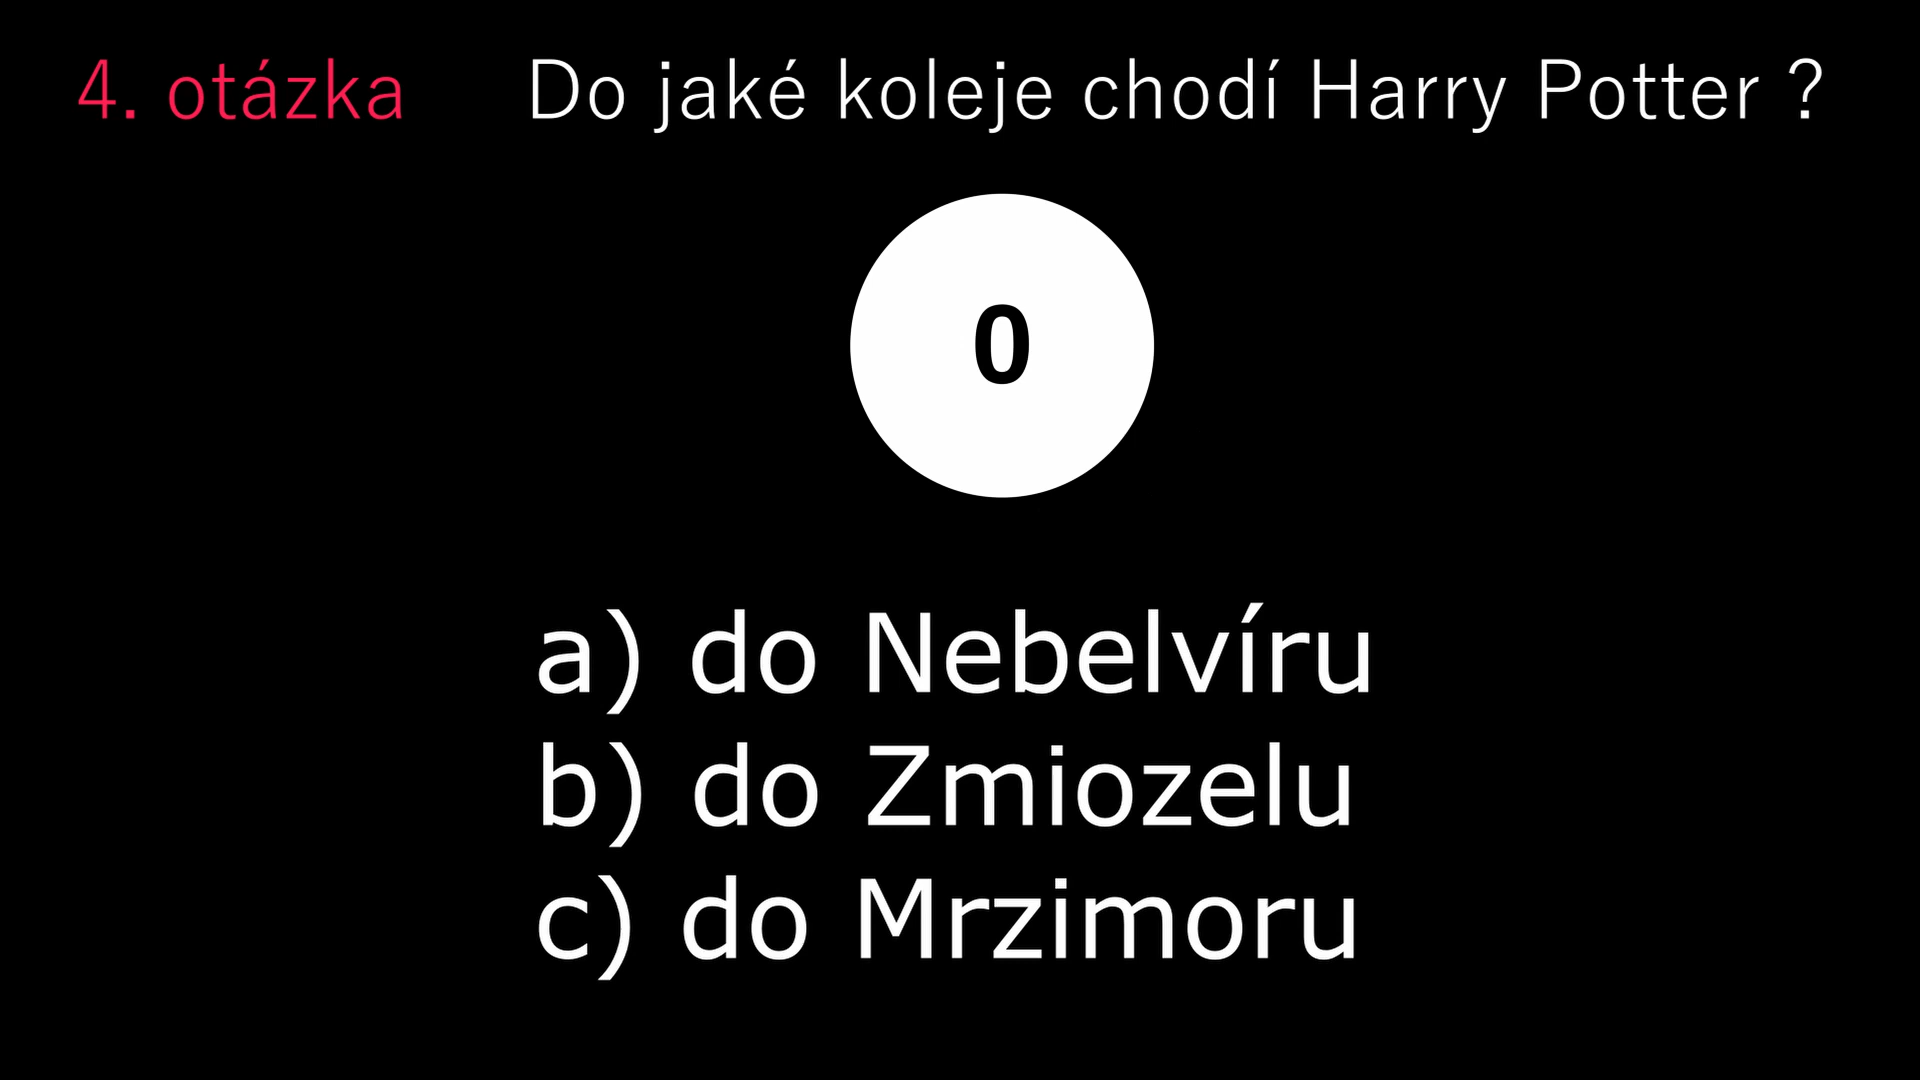 4. otázka Do jaké koleje chodí Harry Potter ?
0
a) do Nebelvíru
b) do Zmiozelu
c) do Mrzimoru